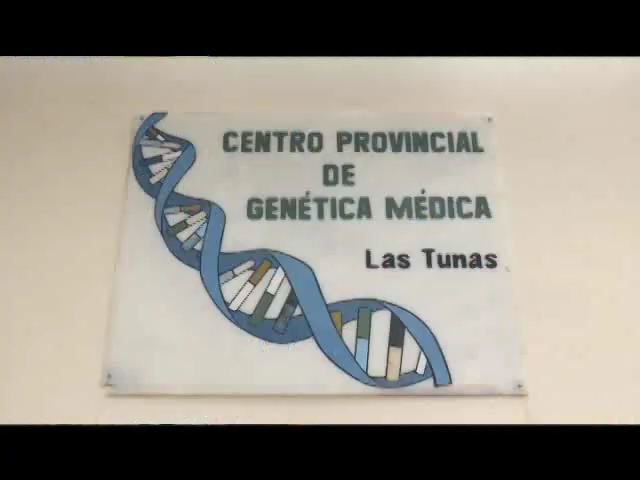 CENTRO PROVINCIAL
DE
GENÉTICA MÉDICA
Las Tunas